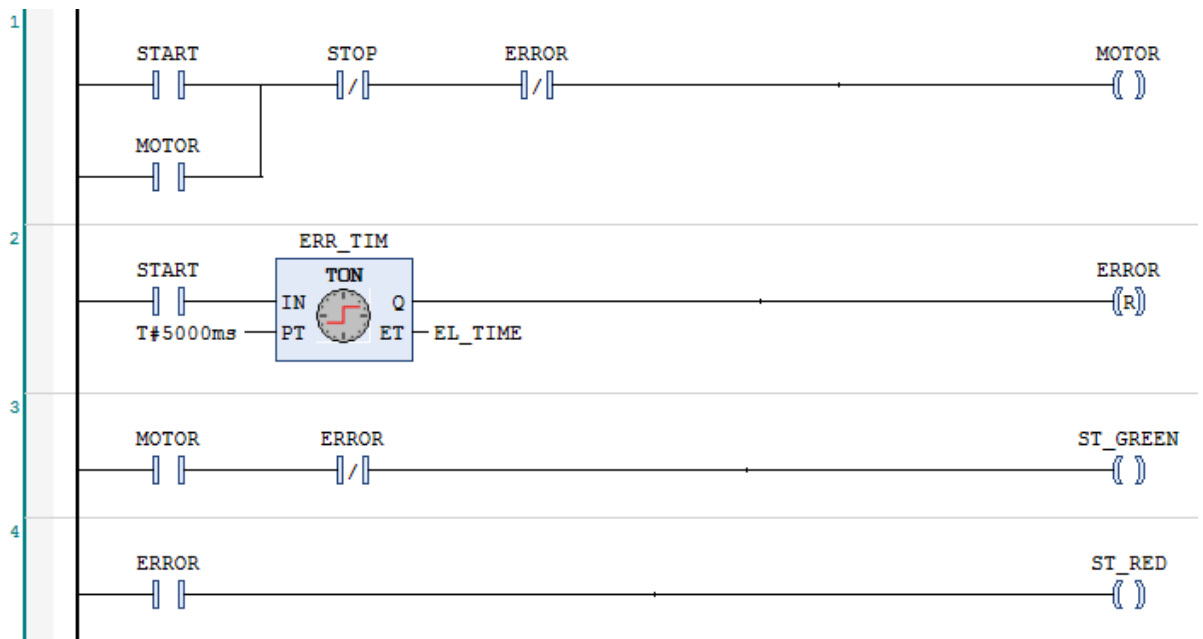 1
START STOP ERROR MOTOR
MOTOR
2
ERR_TIM
START TON ERROR
IN Q R
T#5000ms PT ET EL_TIME
3
MOTOR ERROR ST_GREEN
4
ERROR ST_RED